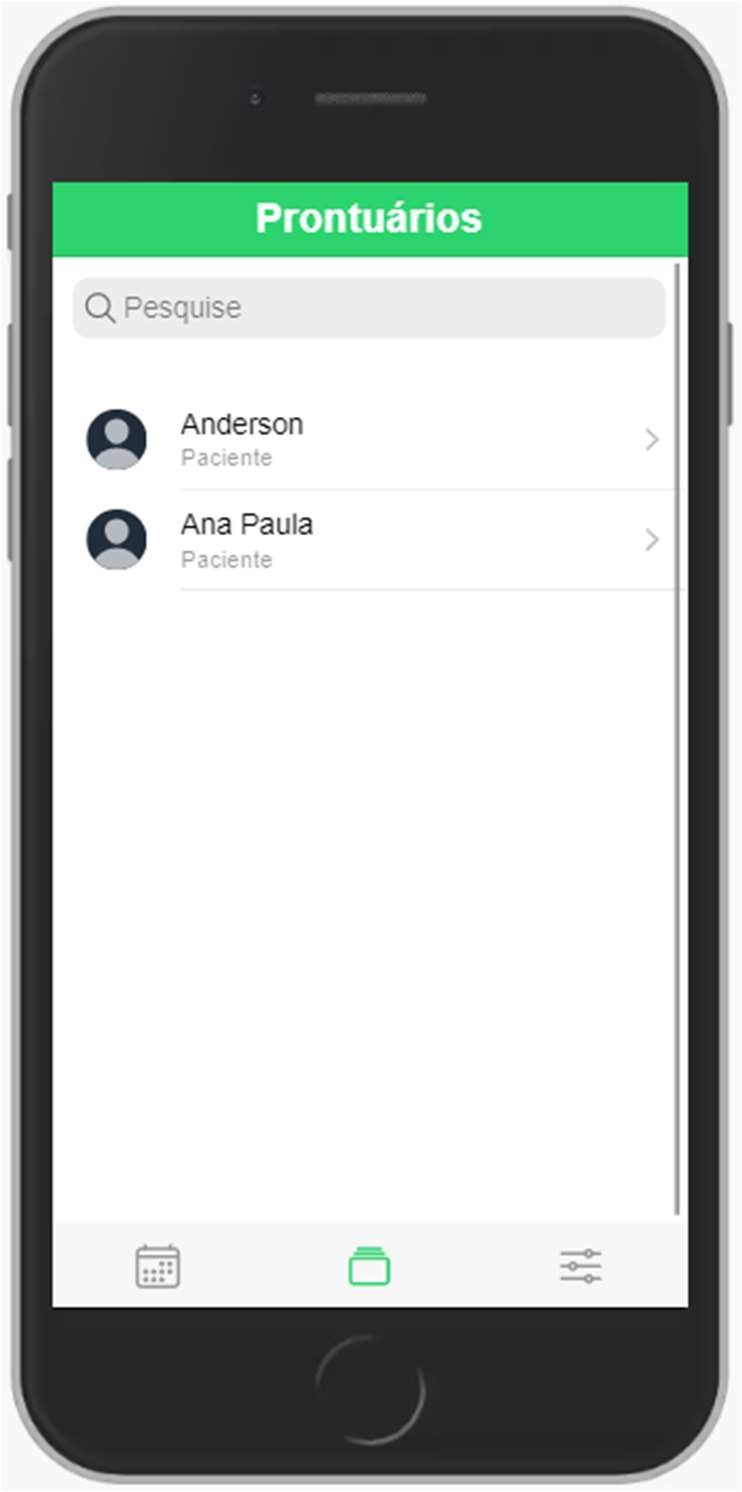 Prontuários
Pesquise
Anderson
Paciente
Ana Paula
Paciente